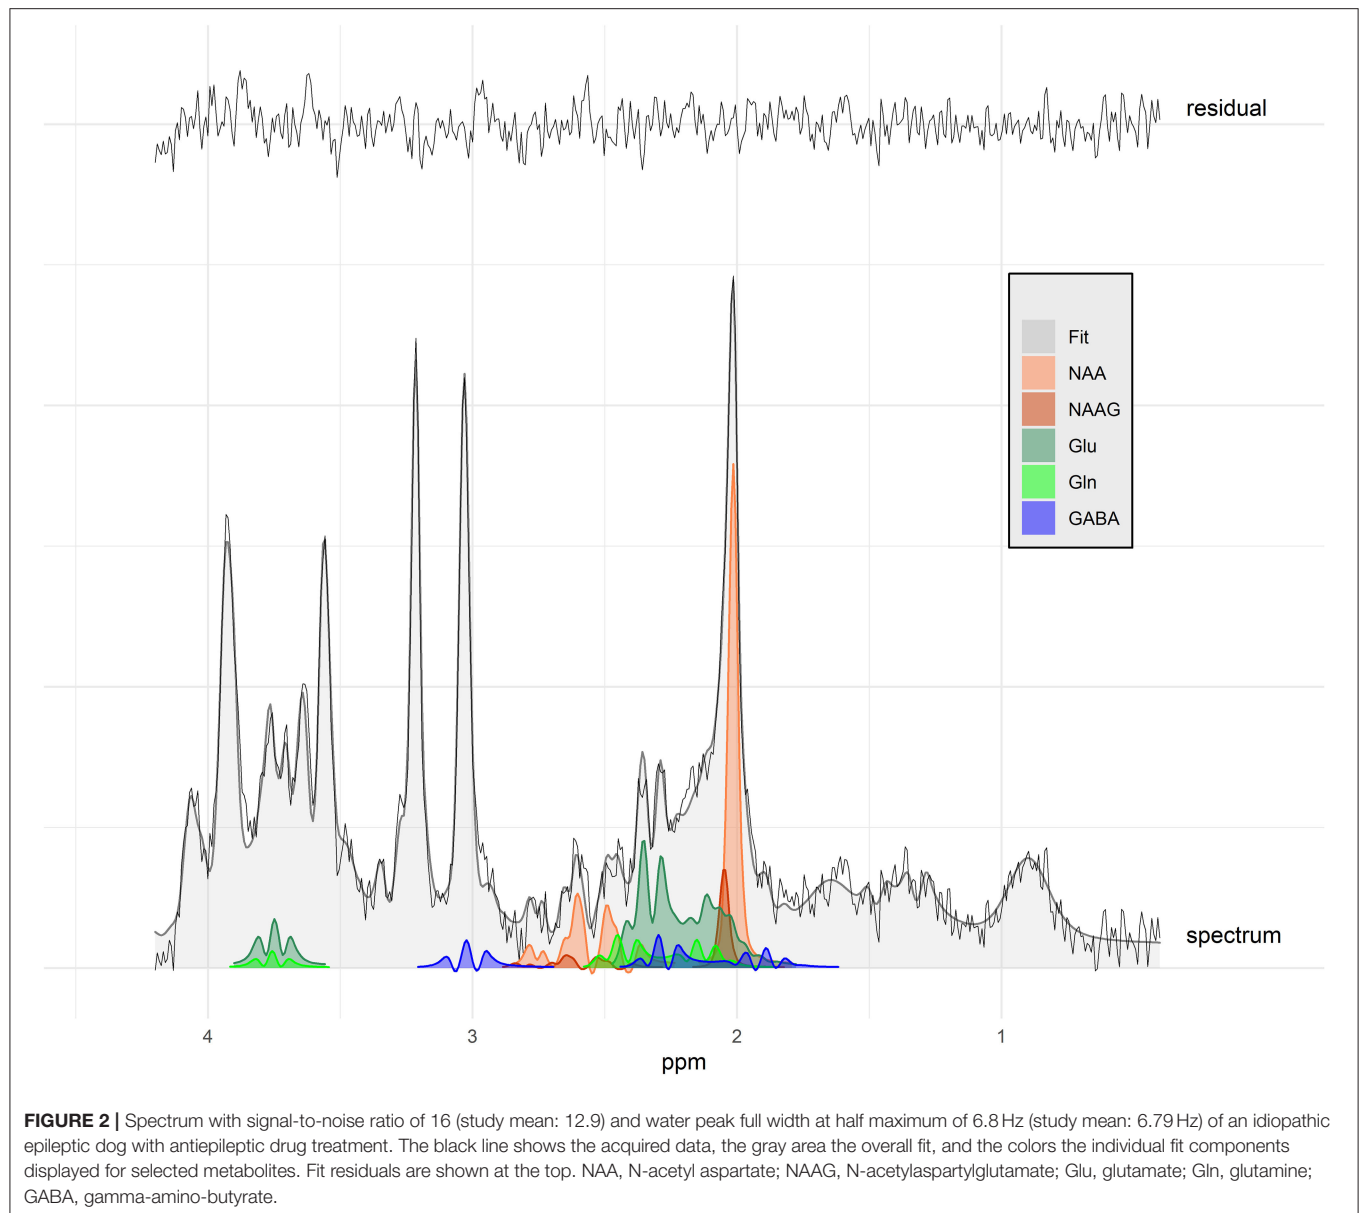 residual
Fit
NAA
NAAG
Glu
Gln
GABA
spectrum
4 3 2 1
ppm
FIGURE 2 | Spectrum with signal-to-noise ratio of 16 (study mean: 12.9) and water peak full width at half maximum of 6.8 Hz (study mean: 6.79 Hz) of an idiopathic
epileptic dog with antiepileptic drug treatment. The black line shows the acquired data, the gray area the overall fit, and the colors the individual fit components
displayed for selected metabolites. Fit residuals are shown at the top. NAA, N-acetyl aspartate; NAAG, N-acetylaspartylglutamate; Glu, glutamate; Gln, glutamine;
GABA, gamma-amino-butyrate.